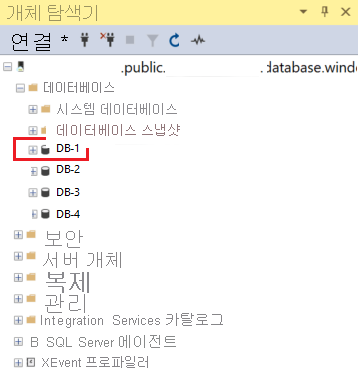 개체 탐색기
연결 *
.public. .database.windo
데이터베이스
시스템 데이터베이스
데이터베이스 스냅샷
DB-1
DB-2
DB-3
DB-4
보안
서버 개체
복제
관리
Integration Services 카탈로그
B SQL Server 에이전트
XEvent 프로파일러